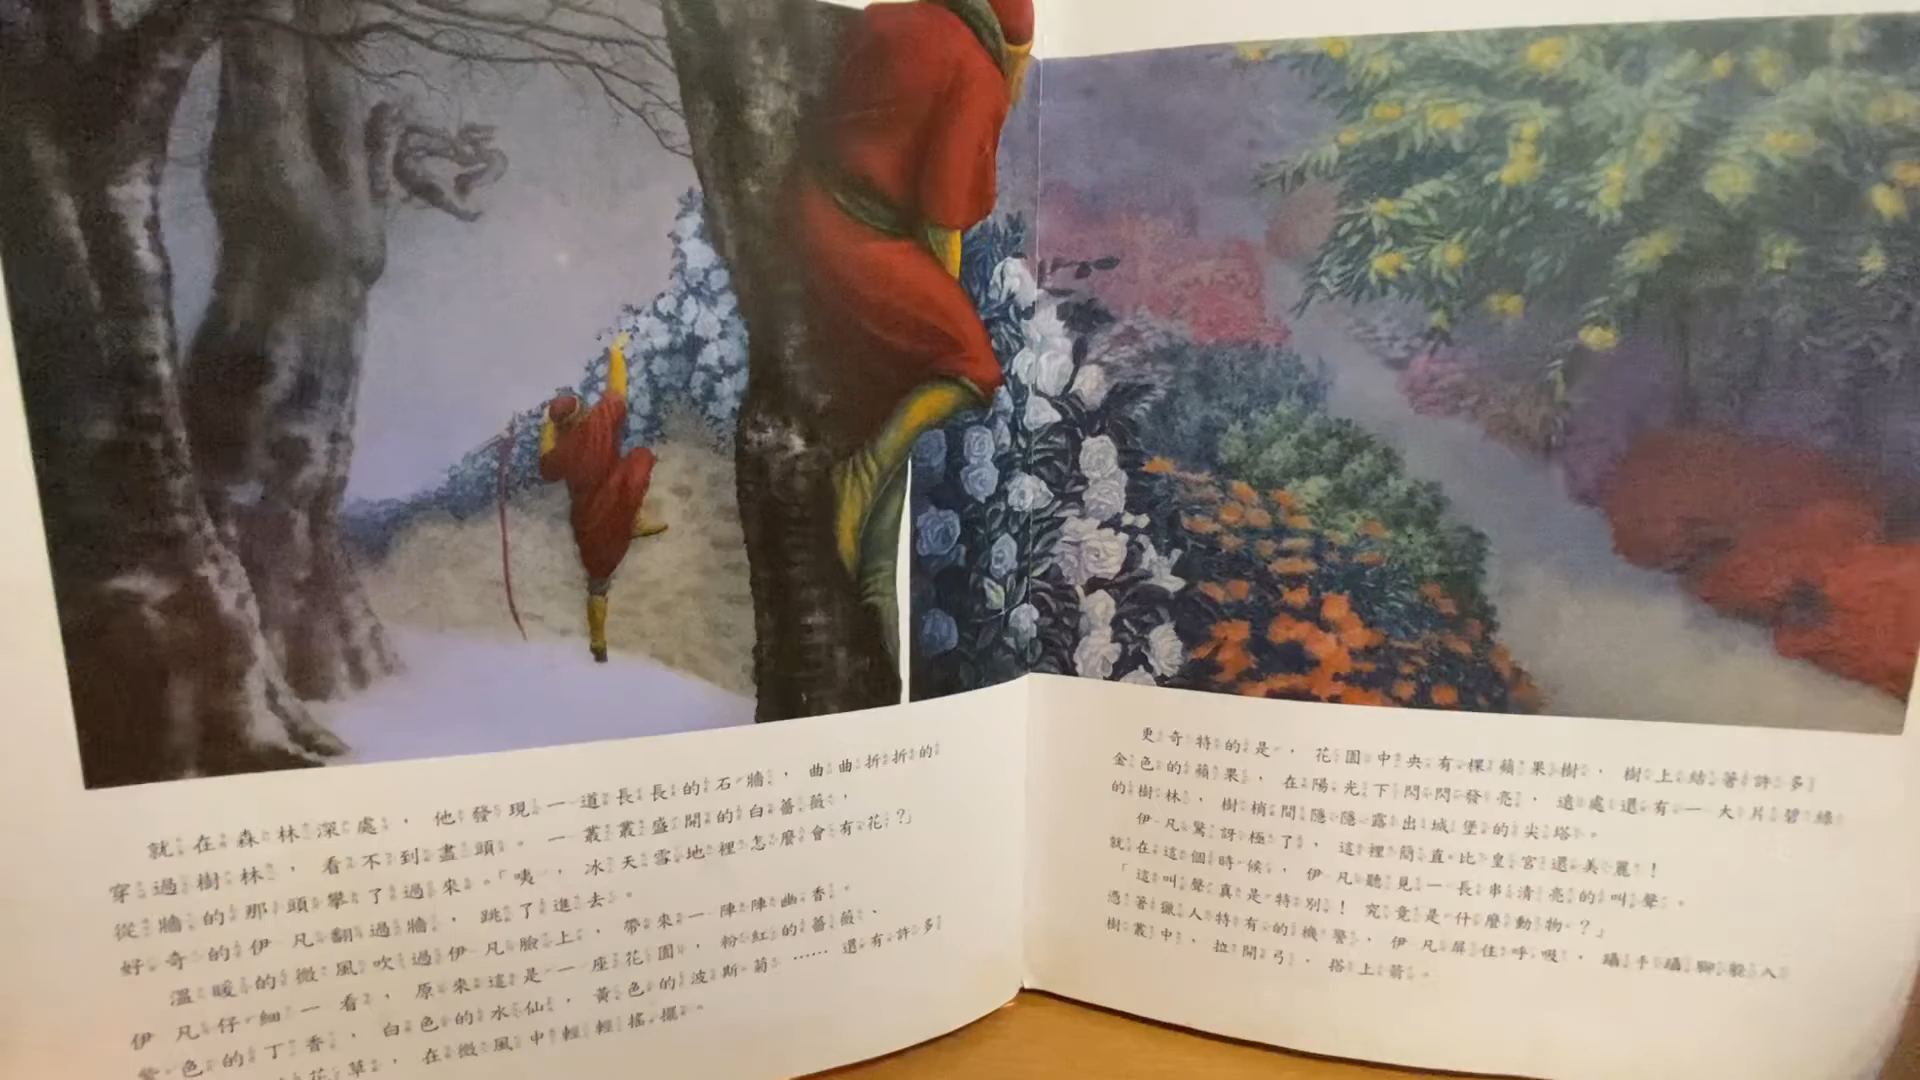 就在森林深處，他發現一道長長的石牆，曲曲折折的
穿過樹林，看不到盡頭。一叢叢盛開的白薔薇，
從牆的那頭攀了過來。「咦，冰天雪地裡怎麼會有花？」
好奇的伊凡翻過牆，跳了進去。
溫暖的微風吹過伊凡臉上，帶來一陣陣幽香。
伊凡仔細一看，原來這是一座花園，粉紅的薔薇、
紫色的丁香，白色的水仙，黃色的波斯菊……還有許多
花草，在微風中輕輕搖擺。
更奇特的是，花園中央有棵蘋果樹，樹上結著許多
金色的蘋果，在陽光下閃閃發亮，遠處還有一大片碧綠
的樹林，樹梢間隱隱露出城堡的尖塔。
伊凡驚訝極了，這裡簡直比皇宮還美麗！
就在這個時候，伊凡聽見一長串清亮的叫聲。
「這叫聲真是特別！究竟是什麼動物？」
憑著獵人特有的機警，伊凡屏住呼吸，躡手躡腳躲入
樹叢中，拉開弓，搭上箭。